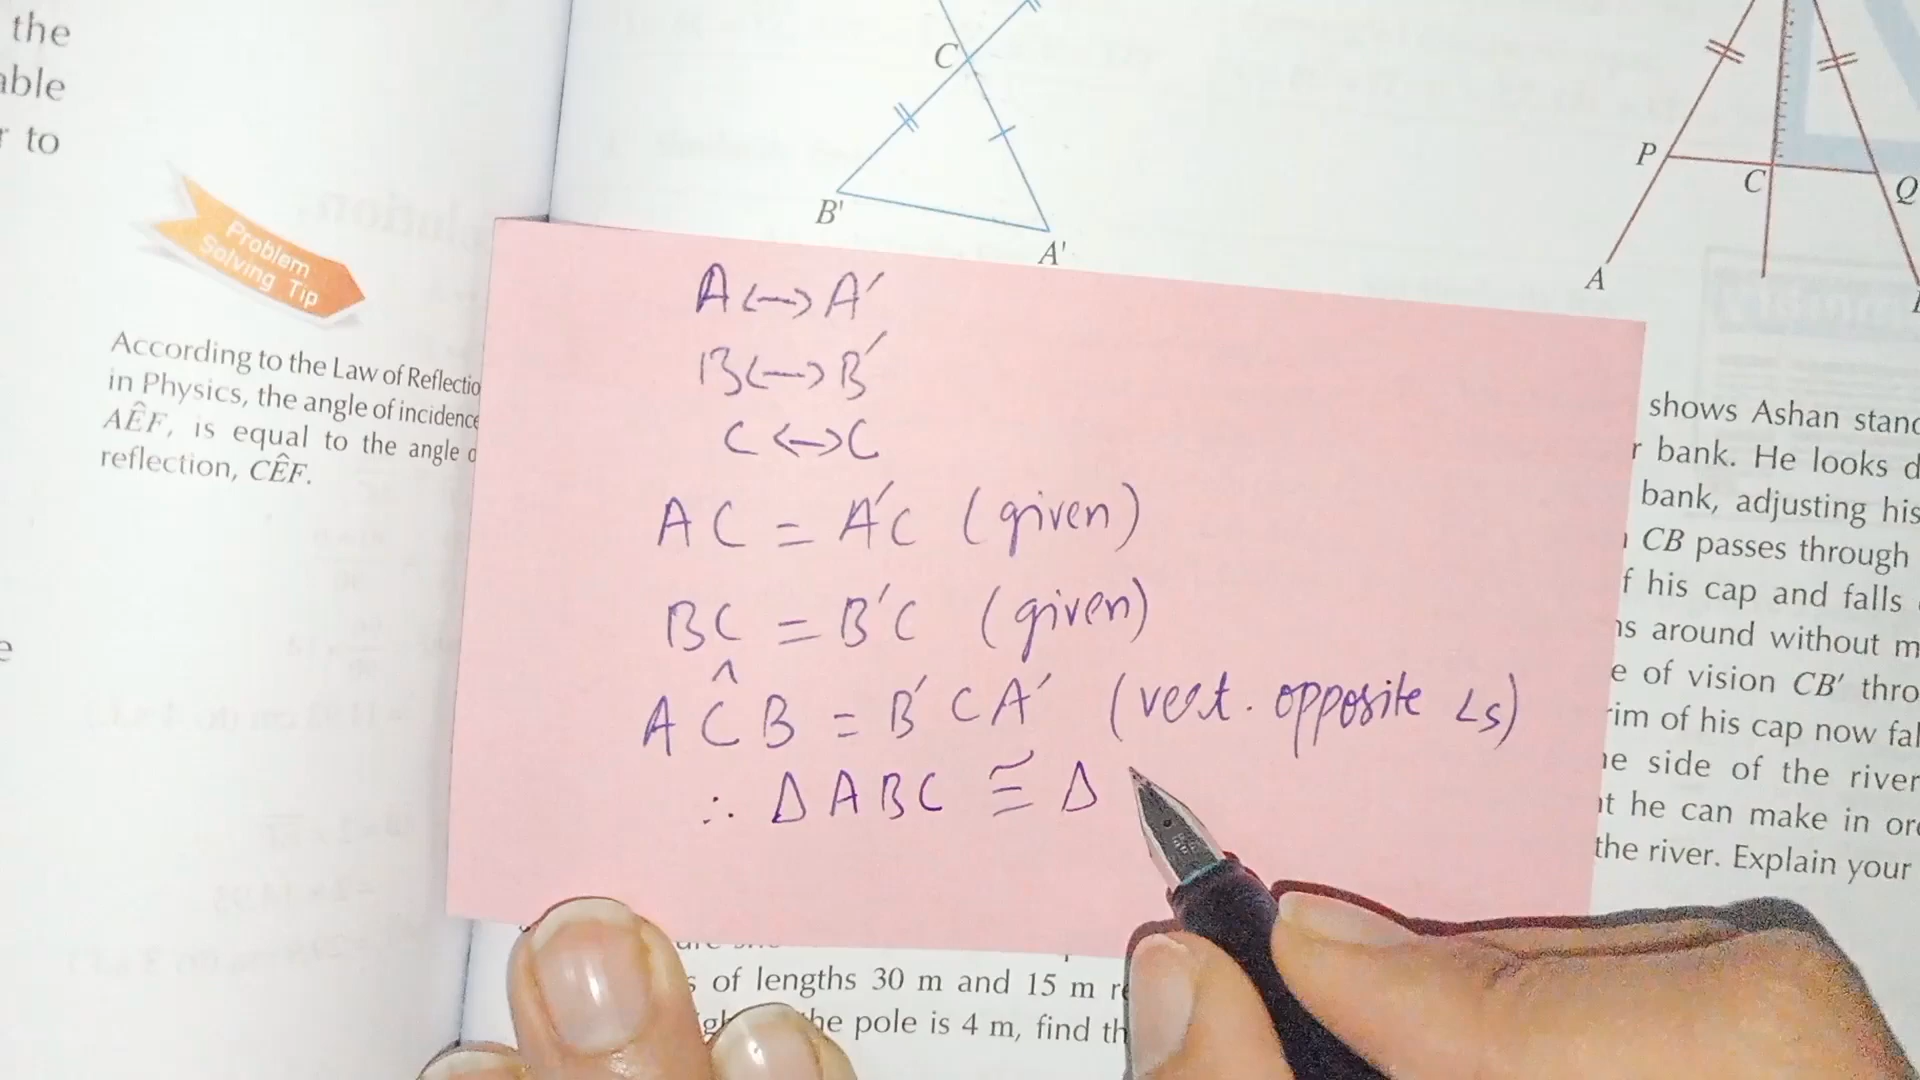 the
able
r to
Problem
Solving Tip
According to the Law of Reflectio
in Physics, the angle of incidence
AÊF, is equal to the angle o
reflection, CÊF.
C
B'
A'
P
C
Q
A
A ↔ A'
B ↔ B'
C ↔ C
AC = A'C (given)
BC = B'C (given)
AĈB = B'CA' (vert. opposite ∠s)
∴ ΔABC ≅ Δ
shows Ashan stand
r bank. He looks d
bank, adjusting his
CB passes through
f his cap and falls
ns around without m
e of vision CB' thro
rim of his cap now fal
ne side of the river
t he can make in ord
the river. Explain your
s of lengths 30 m and 15 m re
he pole is 4 m, find th